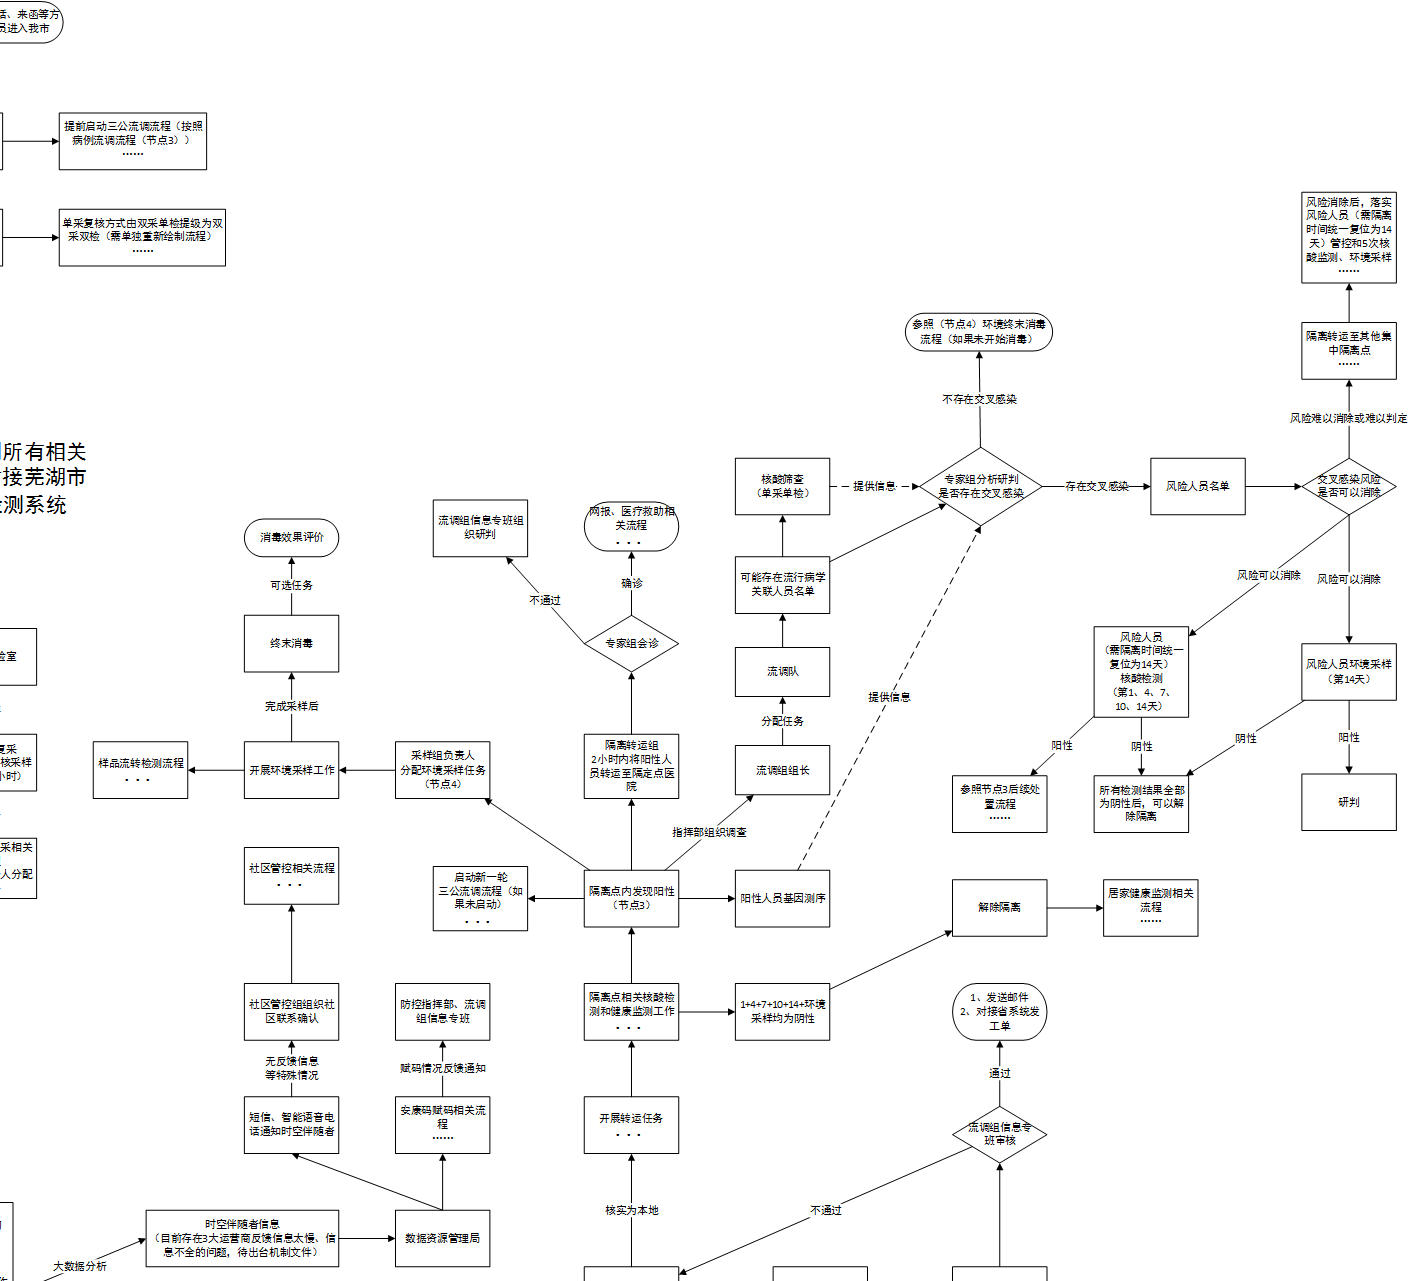 话、来函等方
员进入我市
提前启动三公流调流程（按照
病例流调流程（节点3））
……
单采复核方式由双采单检提级为双
采双检（需单独重新绘制流程）
……
所有相关
接芜湖市
检测系统
风险消除后，落实
风险人员（需隔离
时间统一复位为14
天）管控和5次核
酸监测、环境采样
……
隔离转运至其他集
中隔离点
……
风险难以消除或难以判定
参照（节点4）环境终末消毒
流程（如果未开始消毒）
不存在交叉感染
核酸筛查
（单采单检）
提供信息
专家组分析研判
是否存在交叉感染
存在交叉感染
风险人员名单
交叉感染风险
是否可以消除
流调组信息专班组
织研判
网报、医疗救助相
关流程
. . .
消毒效果评价
可选任务
不通过
确诊
可能存在流行病学
关联人员名单
风险可以消除
风险可以消除
终末消毒
专家组会诊
流调队
风险人员
（需隔离时间统一
复位为14天）
核酸检测
（第1、4、7、
10、14天）
风险人员环境采样
（第14天）
验室
完成采样后
提供信息
分配任务
阳性
阴性
阴性
阳性
复采
核采样
小时）
样品流转检测流程
. . .
开展环境采样工作
采样组负责人
分配环境采样任务
（节点4）
隔离转运组
2小时内将阳性人
员转运至隔定点医
院
流调组组长
参照节点3后续处
置流程
……
所有检测结果全部
为阴性后，可以解
除隔离
研判
指挥部组织调查
采相关
人分配
社区管控相关流程
. . .
启动新一轮
三公流调流程（如
果未启动）
. . .
隔离点内发现阳性
（节点3）
阳性人员基因测序
解除隔离
居家健康监测相关
流程
……
社区管控组组织社
区联系确认
防控指挥部、流调
组信息专班
隔离点相关核酸检
测和健康监测工作
. . .
1+4+7+10+14+环境
采样均为阴性
1、发送邮件
2、对接省系统发
工单
无反馈信息
等特殊情况
赋码情况反馈通知
通过
短信、智能语音电
话通知时空伴随者
安康码赋码相关流
程
……
开展转运任务
. . .
流调组信息专
班审核
核实为本地
不通过
时空伴随者信息
（目前存在3大运营商反馈信息太慢、信
息不全的问题，待出台机制文件）
数据资源管理局
大数据分析